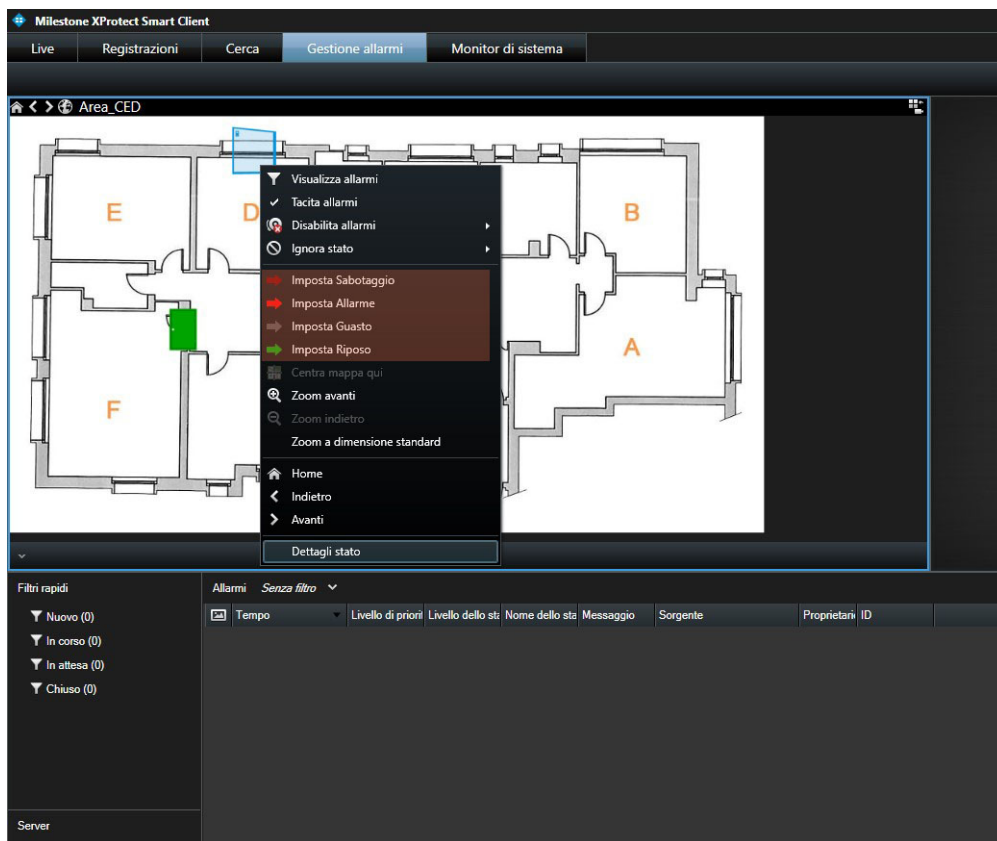 Milestone XProtect Smart Client
Live Registrazioni Cerca Gestione allarmi Monitor di sistema
Area_CED
E
D
B
A
F
Visualizza allarmi
Tacita allarmi
Disabilita allarmi
Ignora stato
Imposta Sabotaggio
Imposta Allarme
Imposta Guasto
Imposta Riposo
Centra mappa qui
Zoom avanti
Zoom indietro
Zoom a dimensione standard
Home
Indietro
Avanti
Dettagli stato
Filtri rapidi
Nuovo (0)
In corso (0)
In attesa (0)
Chiuso (0)
Server
Allarmi Senza filtro
Tempo Livello di priorit Livello dello sta Nome dello sta Messaggio Sorgente Proprietari ID